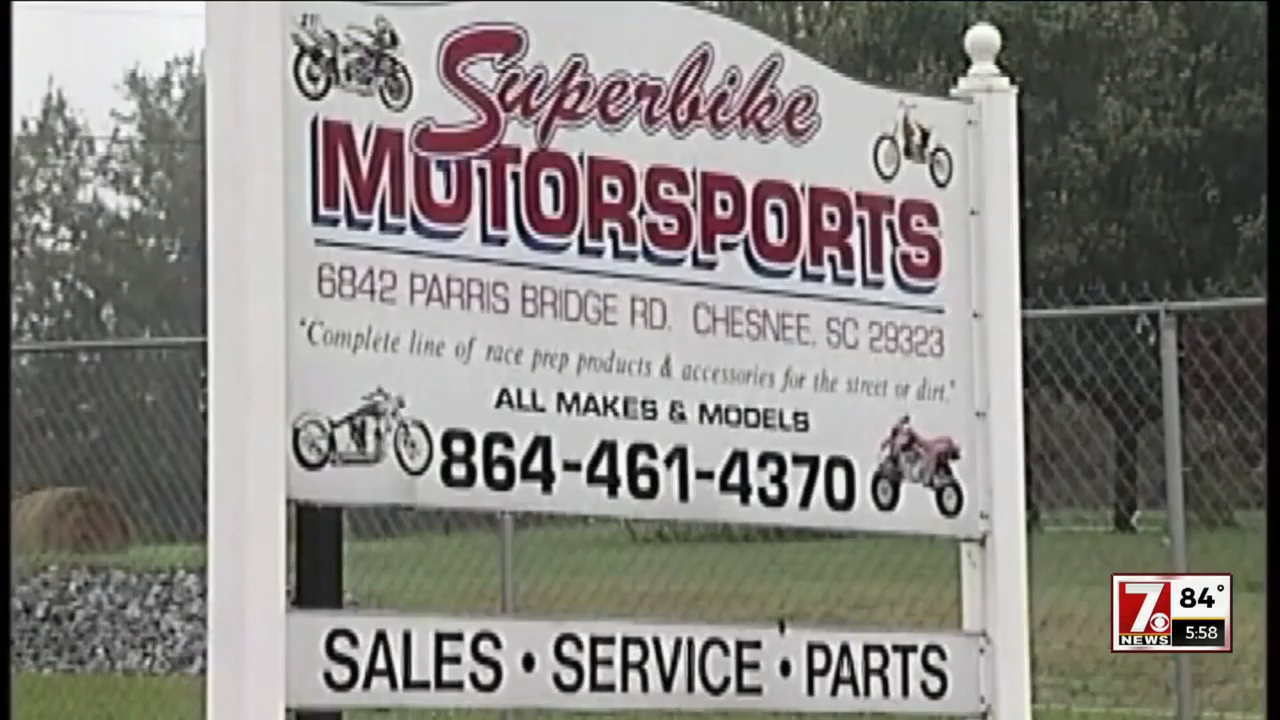 Superbike
MOTORSPORTS
6842 PARRIS BRIDGE RD. CHESNEE, SC 29323
"Complete line of race prep products & accessories for the street or dirt."
ALL MAKES & MODELS
864-461-4370
SALES • SERVICE • PARTS
7 84°
NEWS 5:58